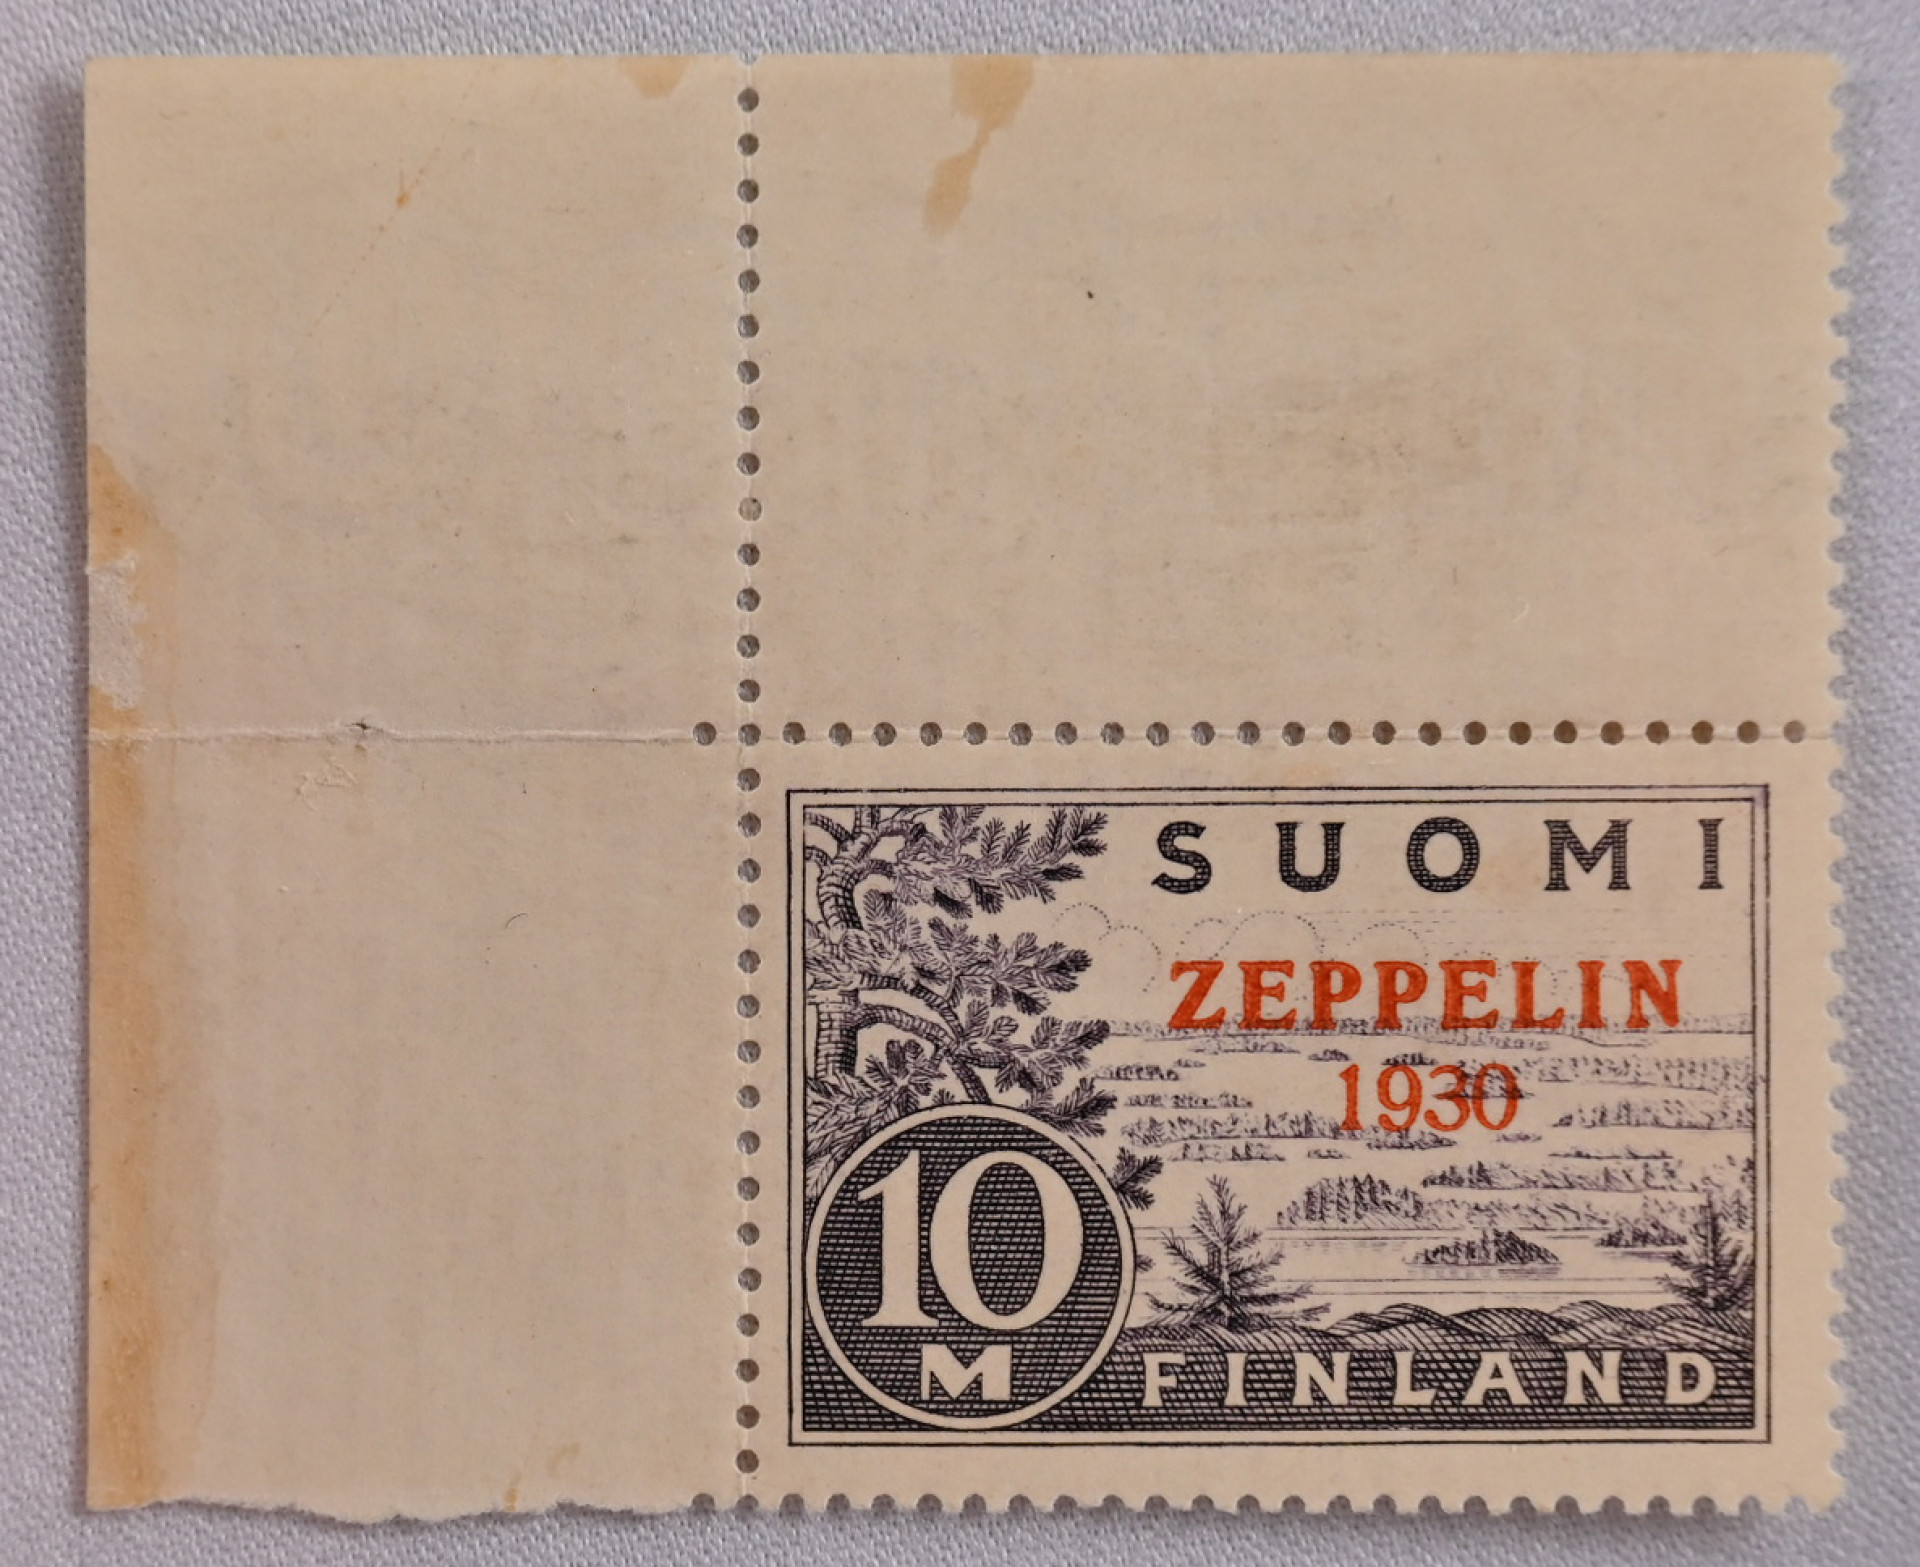 SUOMI
ZEPPELIN
1930
10
M
FINLAND